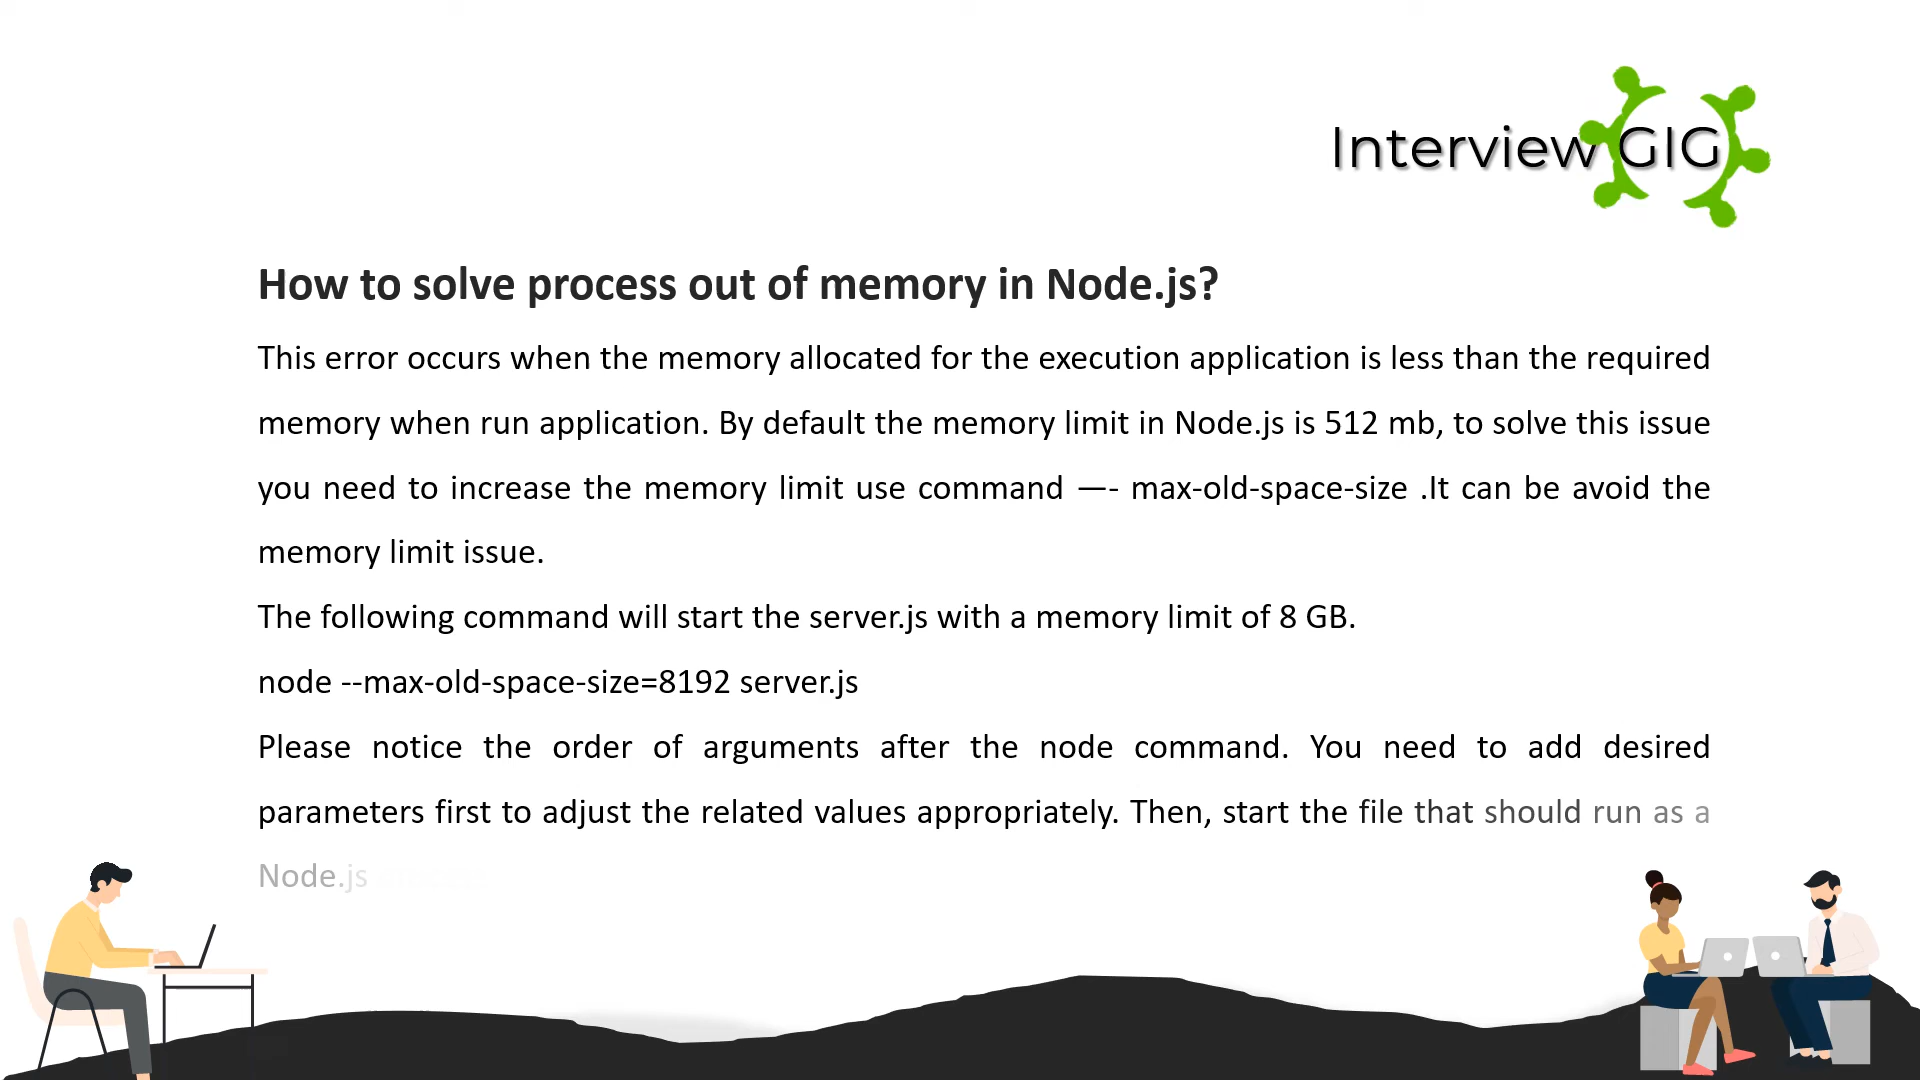 Interview GIG
How to solve process out of memory in Node.js?
This error occurs when the memory allocated for the execution application is less than the required
memory when run application. By default the memory limit in Node.js is 512 mb, to solve this issue
you need to increase the memory limit use command —- max-old-space-size .It can be avoid the
memory limit issue.
The following command will start the server.js with a memory limit of 8 GB.
node --max-old-space-size=8192 server.js
Please notice the order of arguments after the node command. You need to add desired
parameters first to adjust the related values appropriately. Then, start the file that should run as a
Node.js